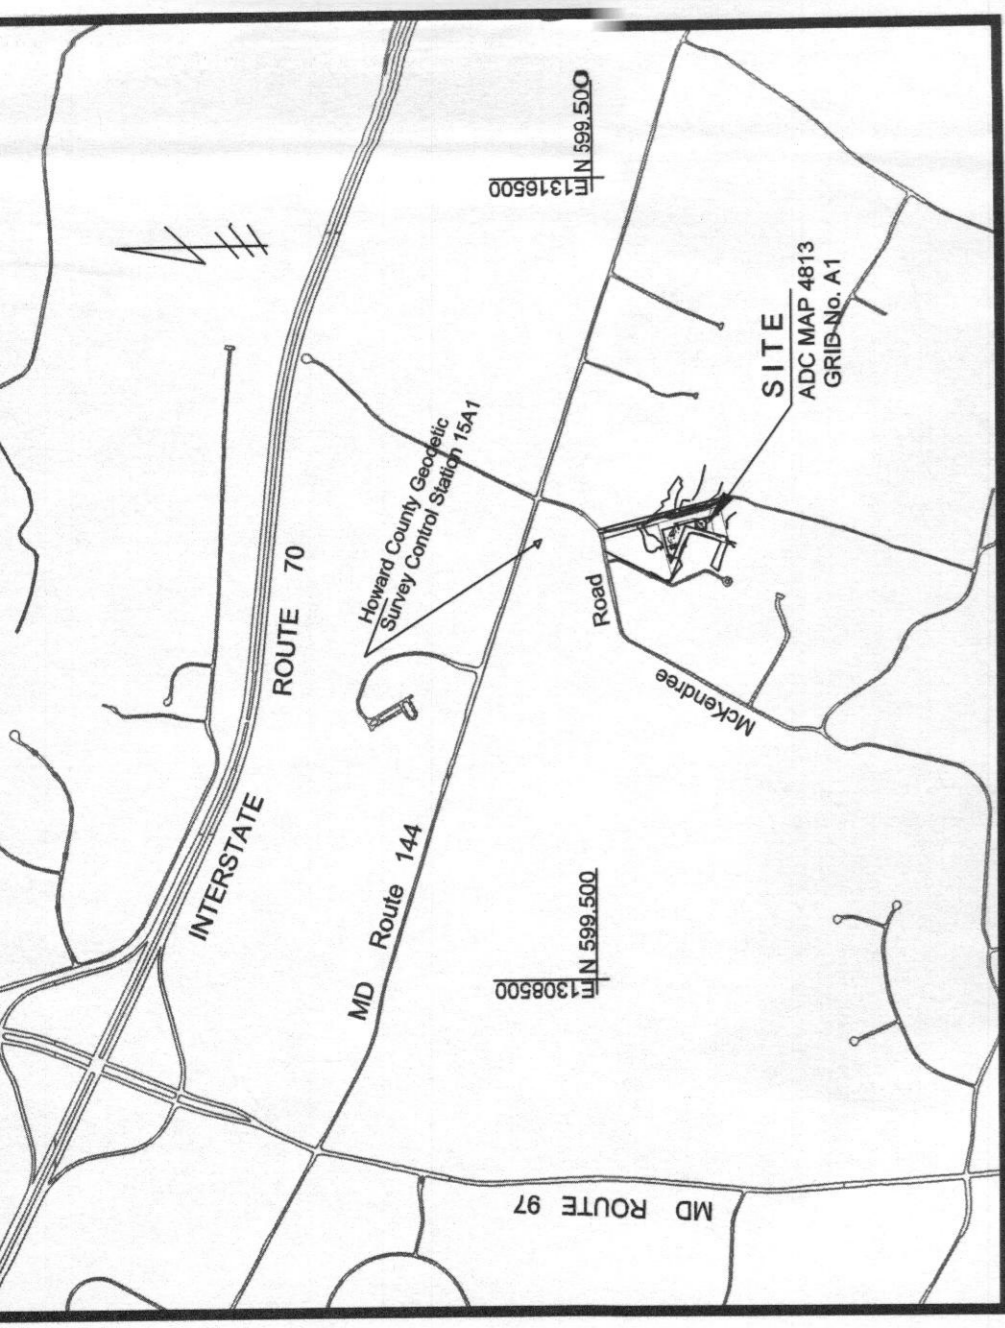 INTERSTATE ROUTE 70
Howard County Geodetic
Survey Control Station 15A1
MD Route 144
E1316500
N 599.500
E1308500
N 599.500
SITE
ADC MAP 4813
GRID No. A1
McKendree Road
MD ROUTE 97